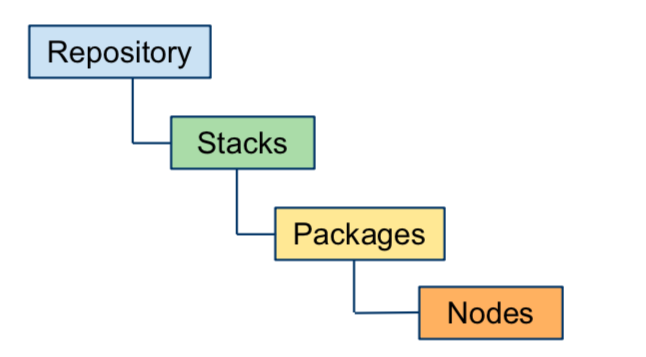 Repository
Stacks
Packages
Nodes